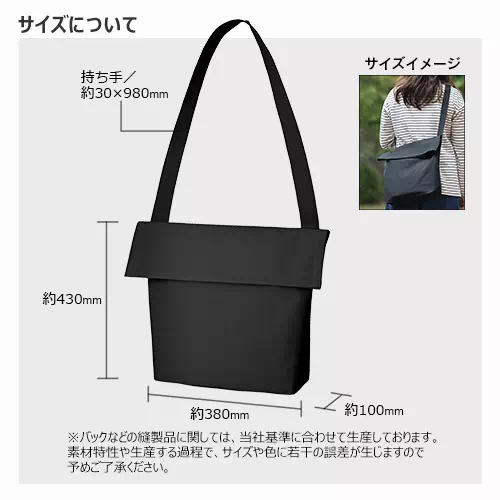 サイズについて
持ち手／
約30×980mm
サイズイメージ
約430mm
約380mm
約100mm
※バックなどの縫製品に関しては、当社基準に合わせて生産しております。
素材特性や生産する過程で、サイズや色に若干の誤差が生じますので
予めご了承ください。